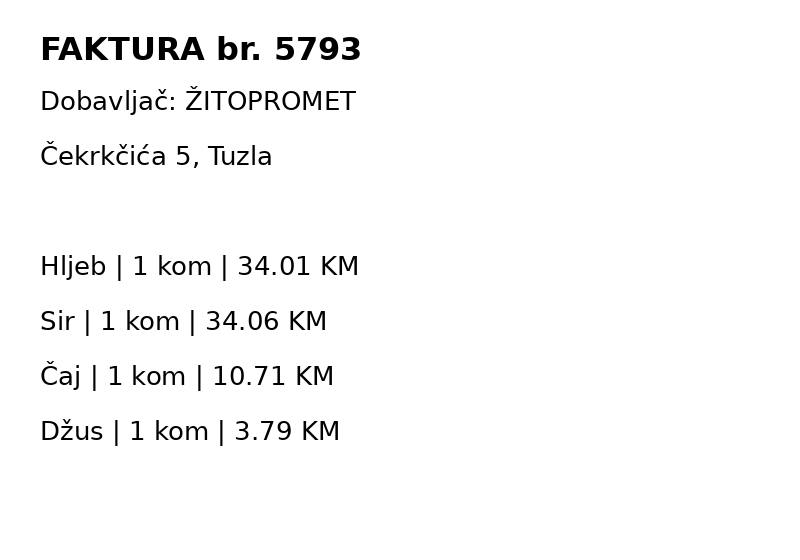 FAKTURA br. 5793
Dobavljač: ŽITOPROMET
Čekrkčića 5, Tuzla
Hljeb | 1 kom | 34.01 KM
Sir | 1 kom | 34.06 KM
Čaj | 1 kom | 10.71 KM
Džus | 1 kom | 3.79 KM